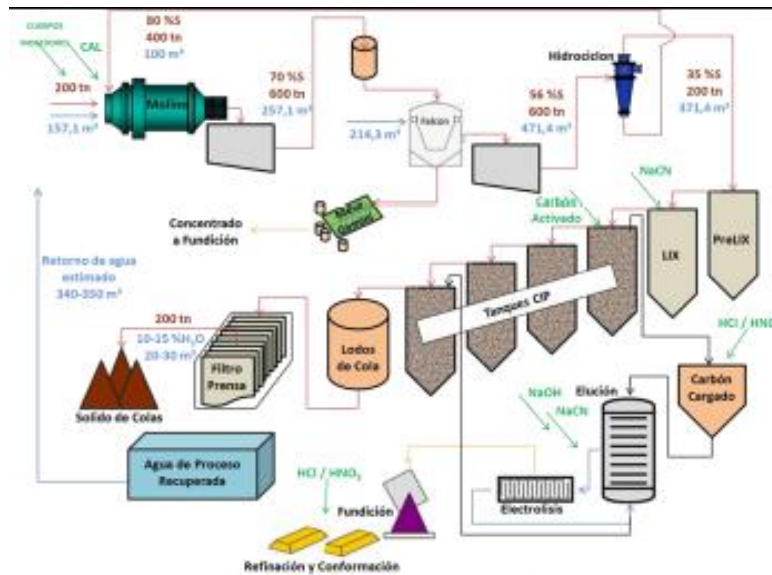 CUERPOS
MOLEDORES
CAL
80 %S
400 tn
100 m³
200 tn
157,1 m³
Molino
70 %S
600 tn
257,1 m³
214,3 m³
Falcon
56 %S
600 tn
471,4 m³
Hidrociclon
35 %S
200 tn
371,4 m³
NaCN
Carbón
Activado
Concentrado
a Fundición
PreLIX
LIX
Tanques CIP
Retorno de agua
estimado
340-350 m³
200 tn
10-15 %H₂O
20-30 m³
Filtro
Prensa
Solido de Colas
Lodos
de Cola
HCl / HNO
Carbón
Cargado
Elución
NaOH
NaCN
Agua de Proceso
Recuperada
HCl / HNO₃
Fundición
Electrolisis
Refinación y Conformación